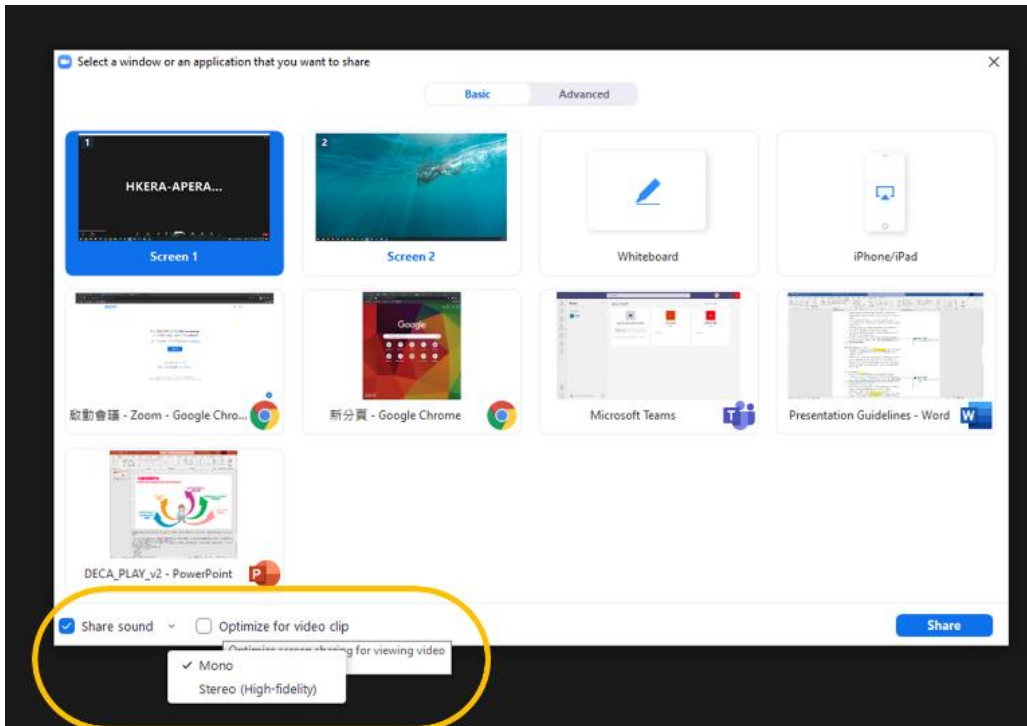 Select a window or an application that you want to share
Basic
Advanced
1
HKERA-APERA...
Screen 1
2
Screen 2
Whiteboard
iPhone/iPad
啟動會議 - Zoom - Google Chro...
Google
新分頁 - Google Chrome
Microsoft Teams
Presentation Guidelines - Word
DECA_PLAY_v2 - PowerPoint
Share sound
Optimize for video clip
Share
Optimize screen sharing for viewing video
Mono
Stereo (High-fidelity)